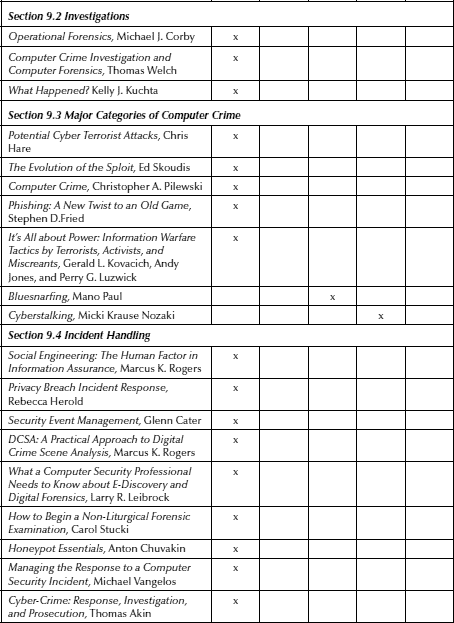 Section 9.2 Investigations
Operational Forensics, Michael J. Corby x
Computer Crime Investigation and x
Computer Forensics, Thomas Welch
What Happened? Kelly J. Kuchta x
Section 9.3 Major Categories of Computer Crime
Potential Cyber Terrorist Attacks, Chris x
Hare
The Evolution of the Sploit, Ed Skoudis x
Computer Crime, Christopher A. Pilewski x
Phishing: A New Twist to an Old Game, x
Stephen D.Fried
It's All about Power: Information Warfare x
Tactics by Terrorists, Activists, and
Miscreants, Gerald L. Kovacich, Andy
Jones, and Perry G. Luzwick
Bluesnarfing, Mano Paul x
Cyberstalking, Micki Krause Nozaki x
Section 9.4 Incident Handling
Social Engineering: The Human Factor in x
Information Assurance, Marcus K. Rogers
Privacy Breach Incident Response, x
Rebecca Herold
Security Event Management, Glenn Cater x
DCSA: A Practical Approach to Digital x
Crime Scene Analysis, Marcus K. Rogers
What a Computer Security Professional x
Needs to Know about E-Discovery and
Digital Forensics, Larry R. Leibrock
How to Begin a Non-Liturgical Forensic x
Examination, Carol Stucki
Honeypot Essentials, Anton Chuvakin x
Managing the Response to a Computer x
Security Incident, Michael Vangelos
Cyber-Crime: Response, Investigation, x
and Prosecution, Thomas Akin